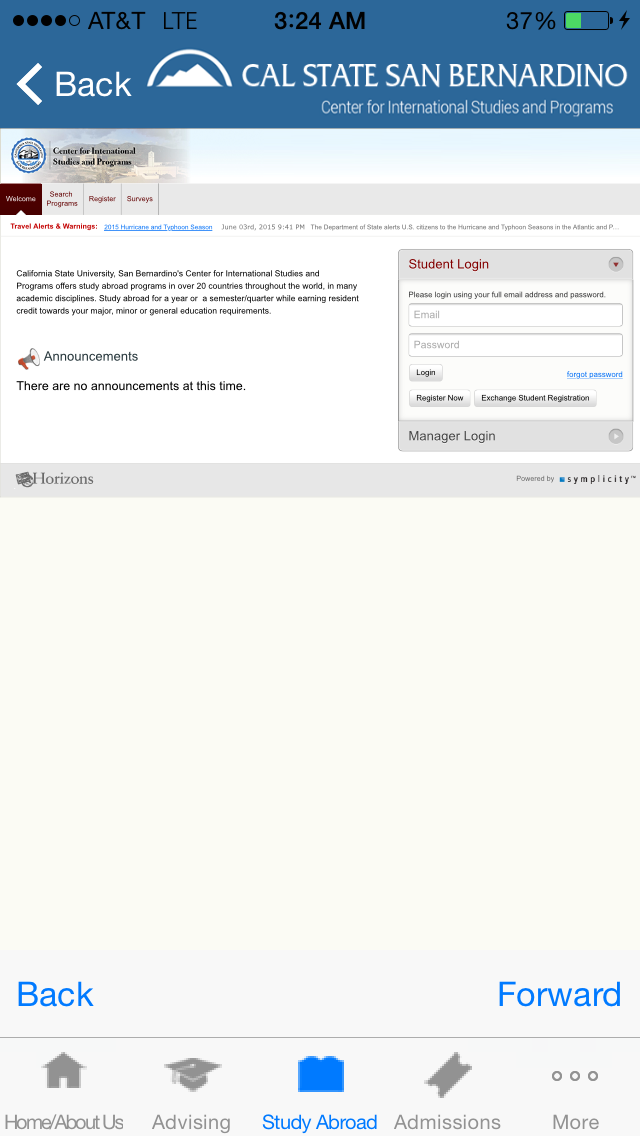 AT&T LTE 3:24 AM 37%
Back
CAL STATE SAN BERNARDINO
Center for International Studies and Programs
Center for Intenational
Studies and Programs
Welcome
Search
Programs
Register
Surveys
Travel Alerts & Warnings: 2015 Hurricane and Typhoon Season June 03rd, 2015 9:41 PM The Department of State alerts U.S. citizens to the Hurricane and Typhoon Seasons in the Atlantic and P...
California State University, San Bernardino's Center for International Studies and
Programs offers study abroad programs in over 20 countries throughout the world, in many
academic disciplines. Study abroad for a year or a semester/quarter while earning resident
credit towards your major, minor or general education requirements.
Announcements
There are no announcements at this time.
Student Login
Please login using your full email address and password.
Email
Password
Login
forgot password
Register Now
Exchange Student Registration
Manager Login
Horizons
Powered by symplicity™
Back
Forward
Home/About Us
Advising
Study Abroad
Admissions
More